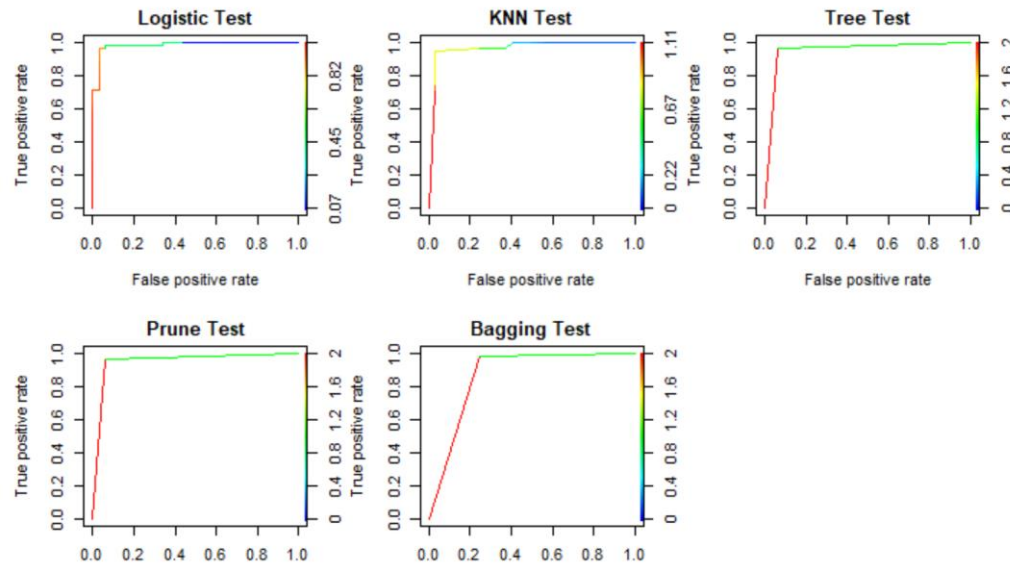 Logistic Test
True positive rate
0.0 0.2 0.4 0.6 0.8 1.0
0.07 0.45 0.82
0.0 0.2 0.4 0.6 0.8 1.0
False positive rate
KNN Test
True positive rate
0.0 0.2 0.4 0.6 0.8 1.0
0 0.22 0.67 1.11
0.0 0.2 0.4 0.6 0.8 1.0
False positive rate
Tree Test
True positive rate
0.0 0.2 0.4 0.6 0.8 1.0
0 0.4 0.8 1.2 1.6 2
0.0 0.2 0.4 0.6 0.8 1.0
False positive rate
Prune Test
True positive rate
0.0 0.2 0.4 0.6 0.8 1.0
0 0.4 0.8 1.2 1.6 2
0.0 0.2 0.4 0.6 0.8 1.0
Bagging Test
True positive rate
0.0 0.2 0.4 0.6 0.8 1.0
0 0.4 0.8 1.2 1.6 2
0.0 0.2 0.4 0.6 0.8 1.0